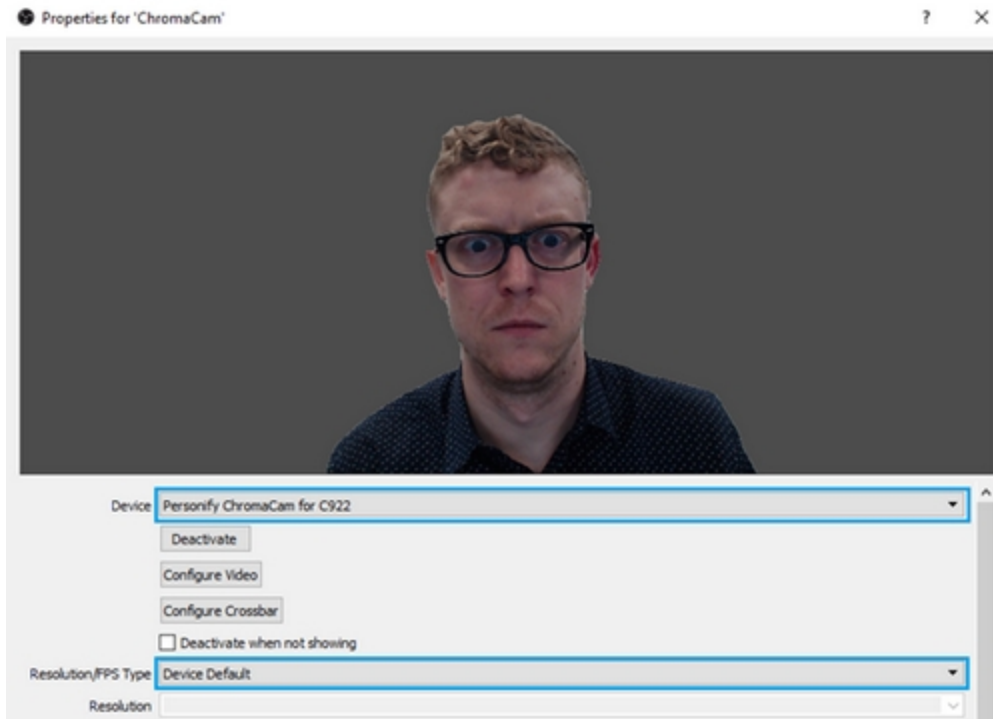 Properties for 'ChromaCam' ?
Device Personify ChromaCam for C922
Deactivate
Configure Video
Configure Crossbar
Deactivate when not showing
Resolution/FPS Type Device Default
Resolution